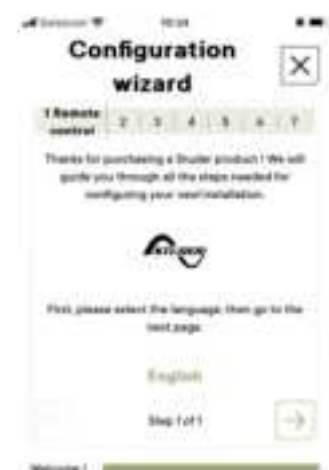 Configuration
wizard
1 Remote
control
2 3 4 5 6 7
Thanks for purchasing a Studer product ! We will
guide you through all the steps needed for
configuring your next installation.
STUDER
First, please select the language, then go to the
next page.
English
Step 1 of 1
Welcome !